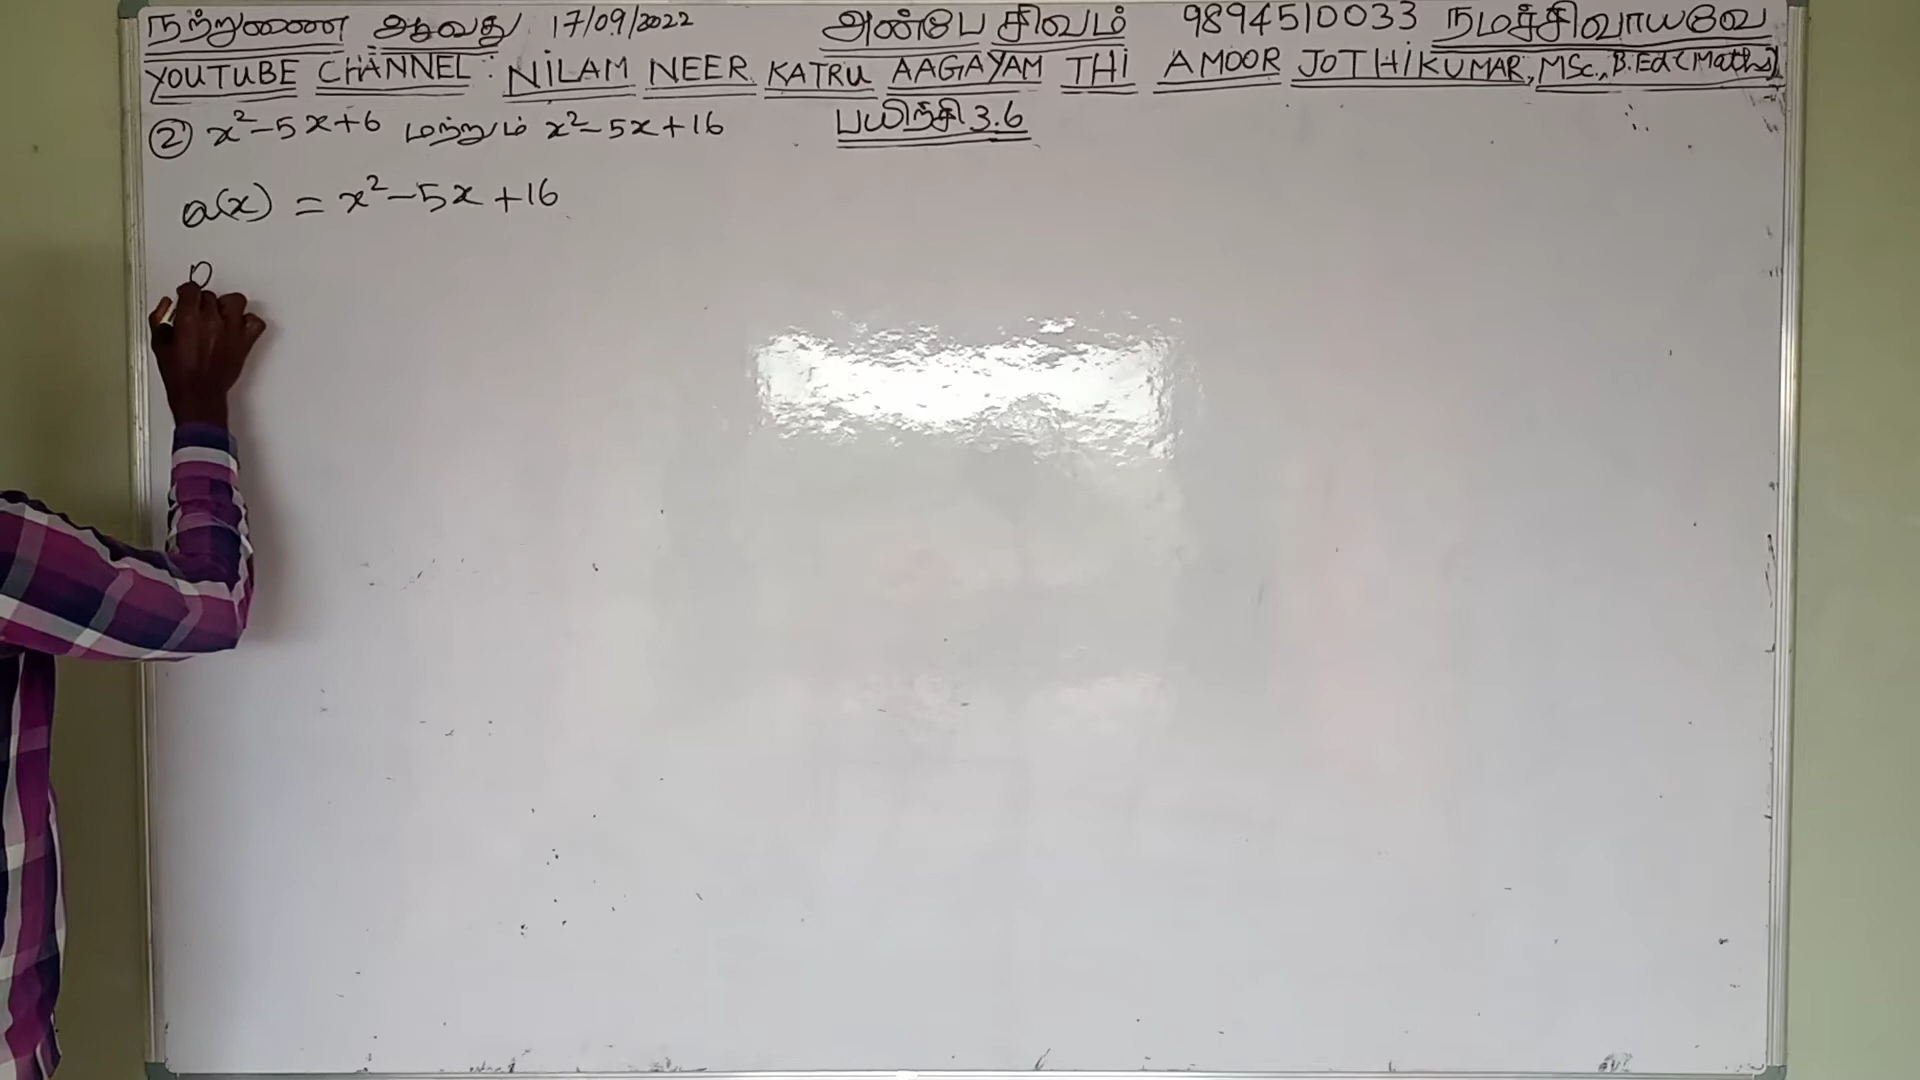 நற்றுணை ஆவது 17/09/2022 அன்பே சிவம் 9894510033 நமச்சிவாயவே
YOUTUBE CHANNEL : NILAM NEER KATRU AAGAYAM THI AMOOR JOTHIKUMAR, MSc., B.Ed (Maths)
② x²-5x+6 மற்றும் x²-5x+16 பயிற்சி 3.6
a(x) = x²-5x+16